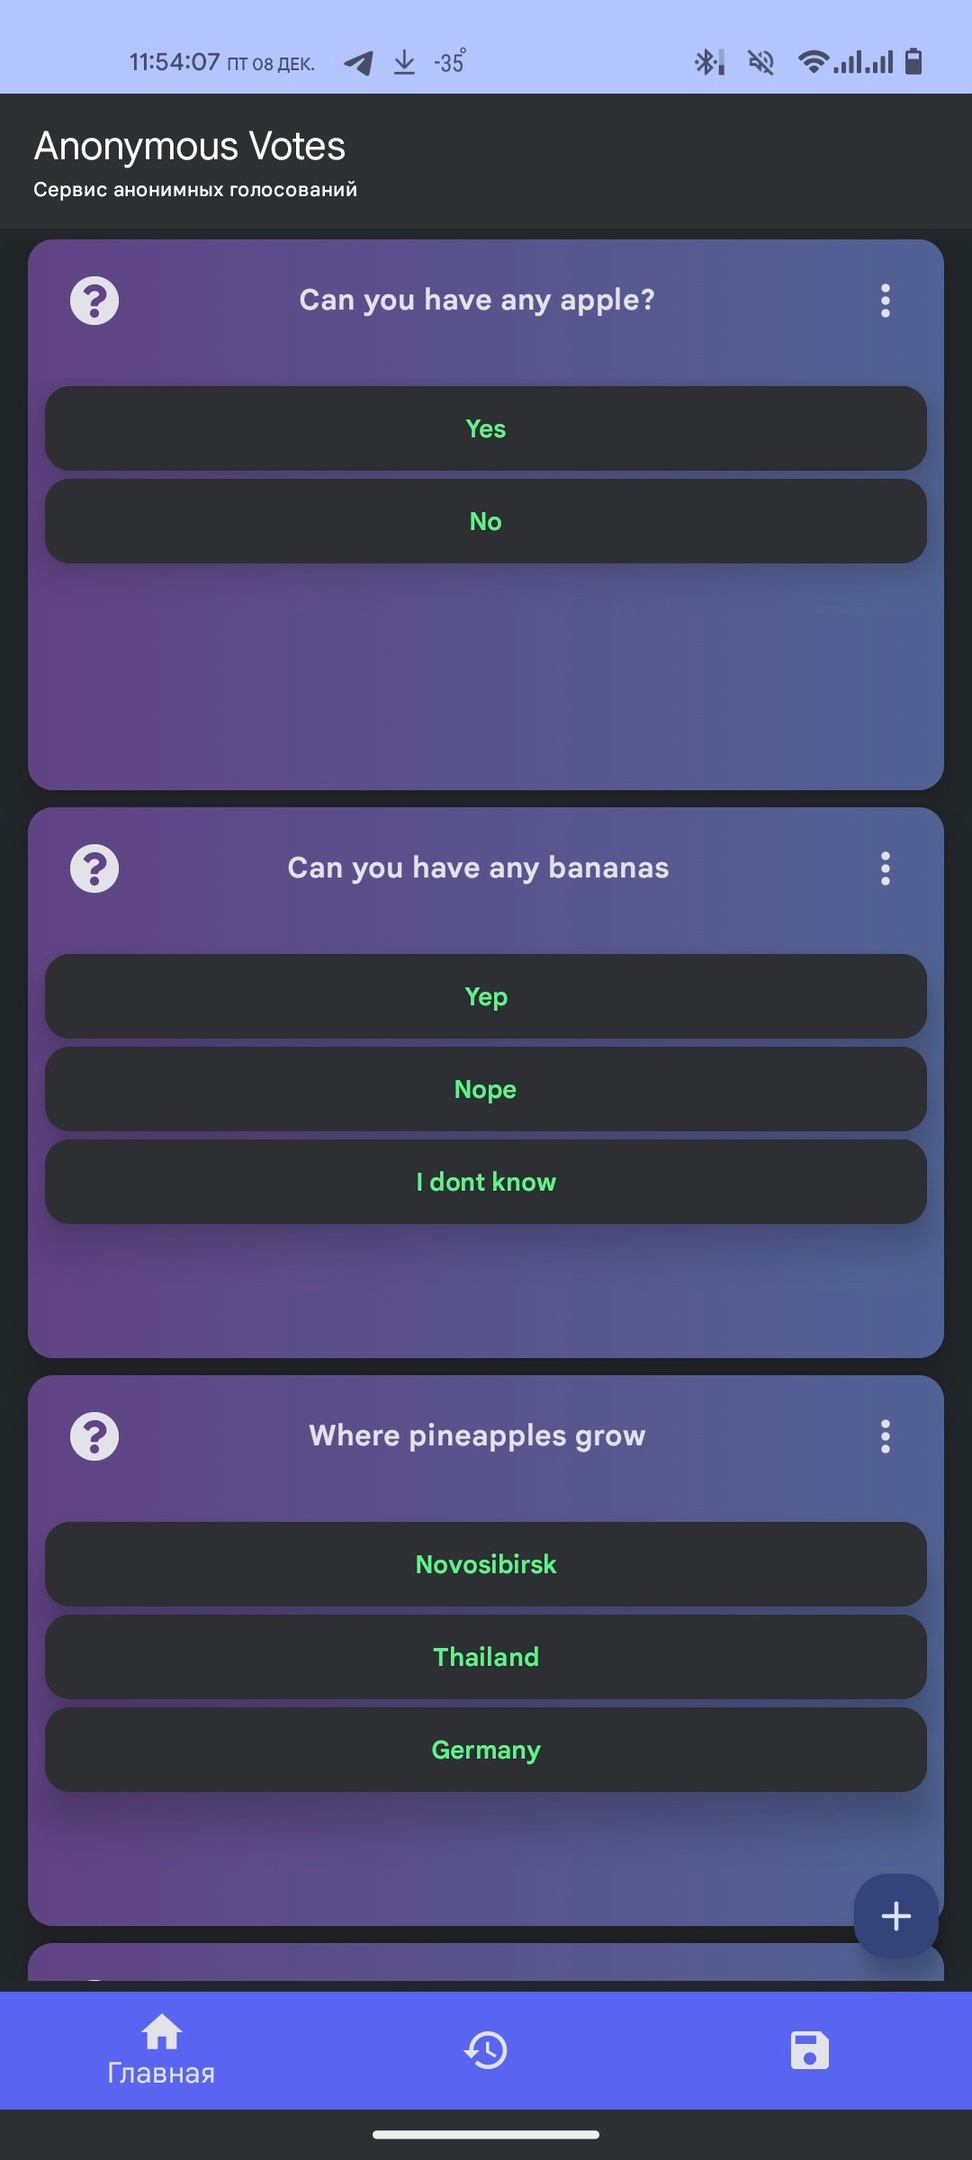 11:54:07 ПТ 08 ДЕК. -35°
Anonymous Votes
Сервис анонимных голосований
Can you have any apple?
Yes
No
Can you have any bananas
Yep
Nope
I dont know
Where pineapples grow
Novosibirsk
Thailand
Germany
Главная